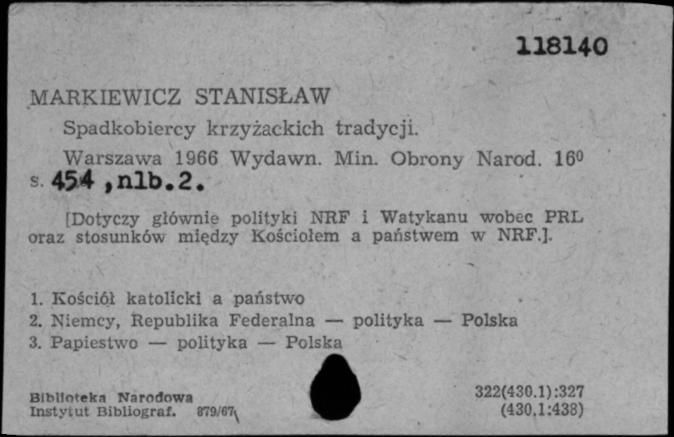 118140
MARKIEWICZ STANISŁAW
Spadkobiercy krzyżackich tradycji.
Warszawa 1966 Wydawn. Min. Obrony Narod. 16⁰
s. 454 , nlb. 2.
[Dotyczy głównie polityki NRF i Watykanu wobec PRL
oraz stosunków między Kościołem a państwem w NRF.].
1. Kościół katolicki a państwo
2. Niemcy, Republika Federalna — polityka — Polska
3. Papiestwo — polityka — Polska
Biblioteka Narodowa
Instytut Bibliograf. 879/67
322(430.1):327
(430.1:438)